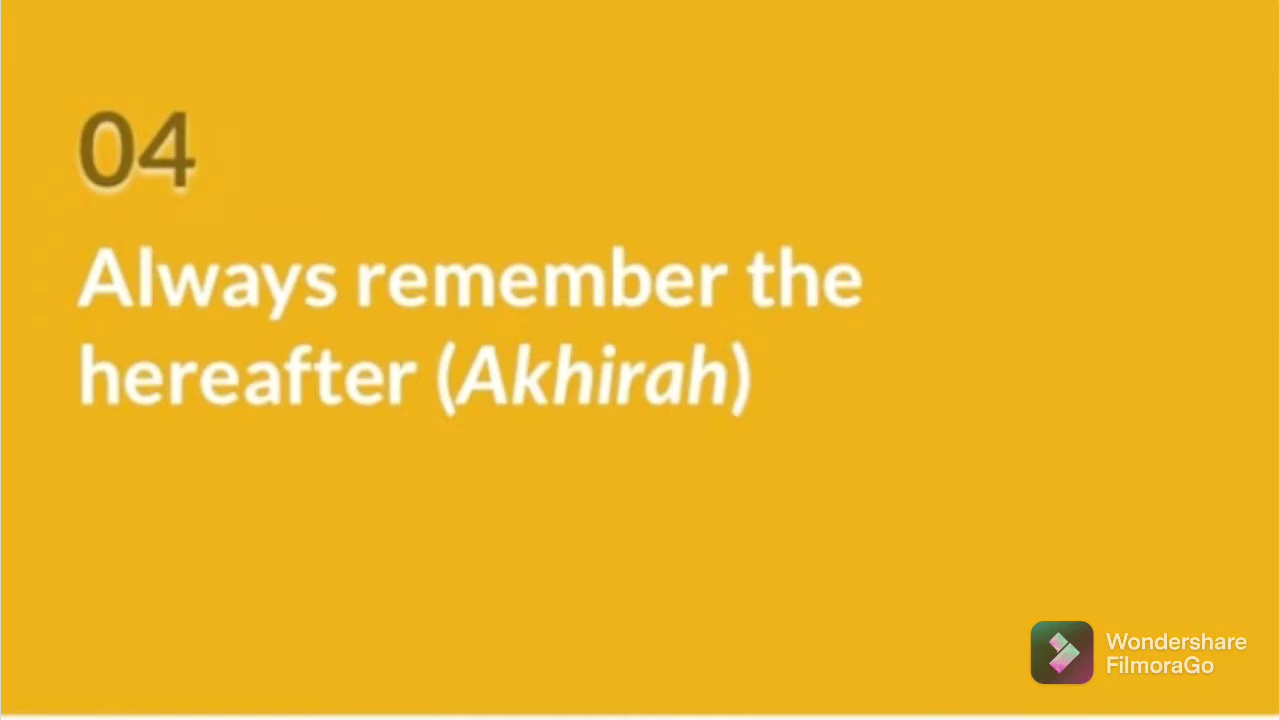 04
Always remember the
hereafter (Akhirah)
Wondershare
FilmoraGo